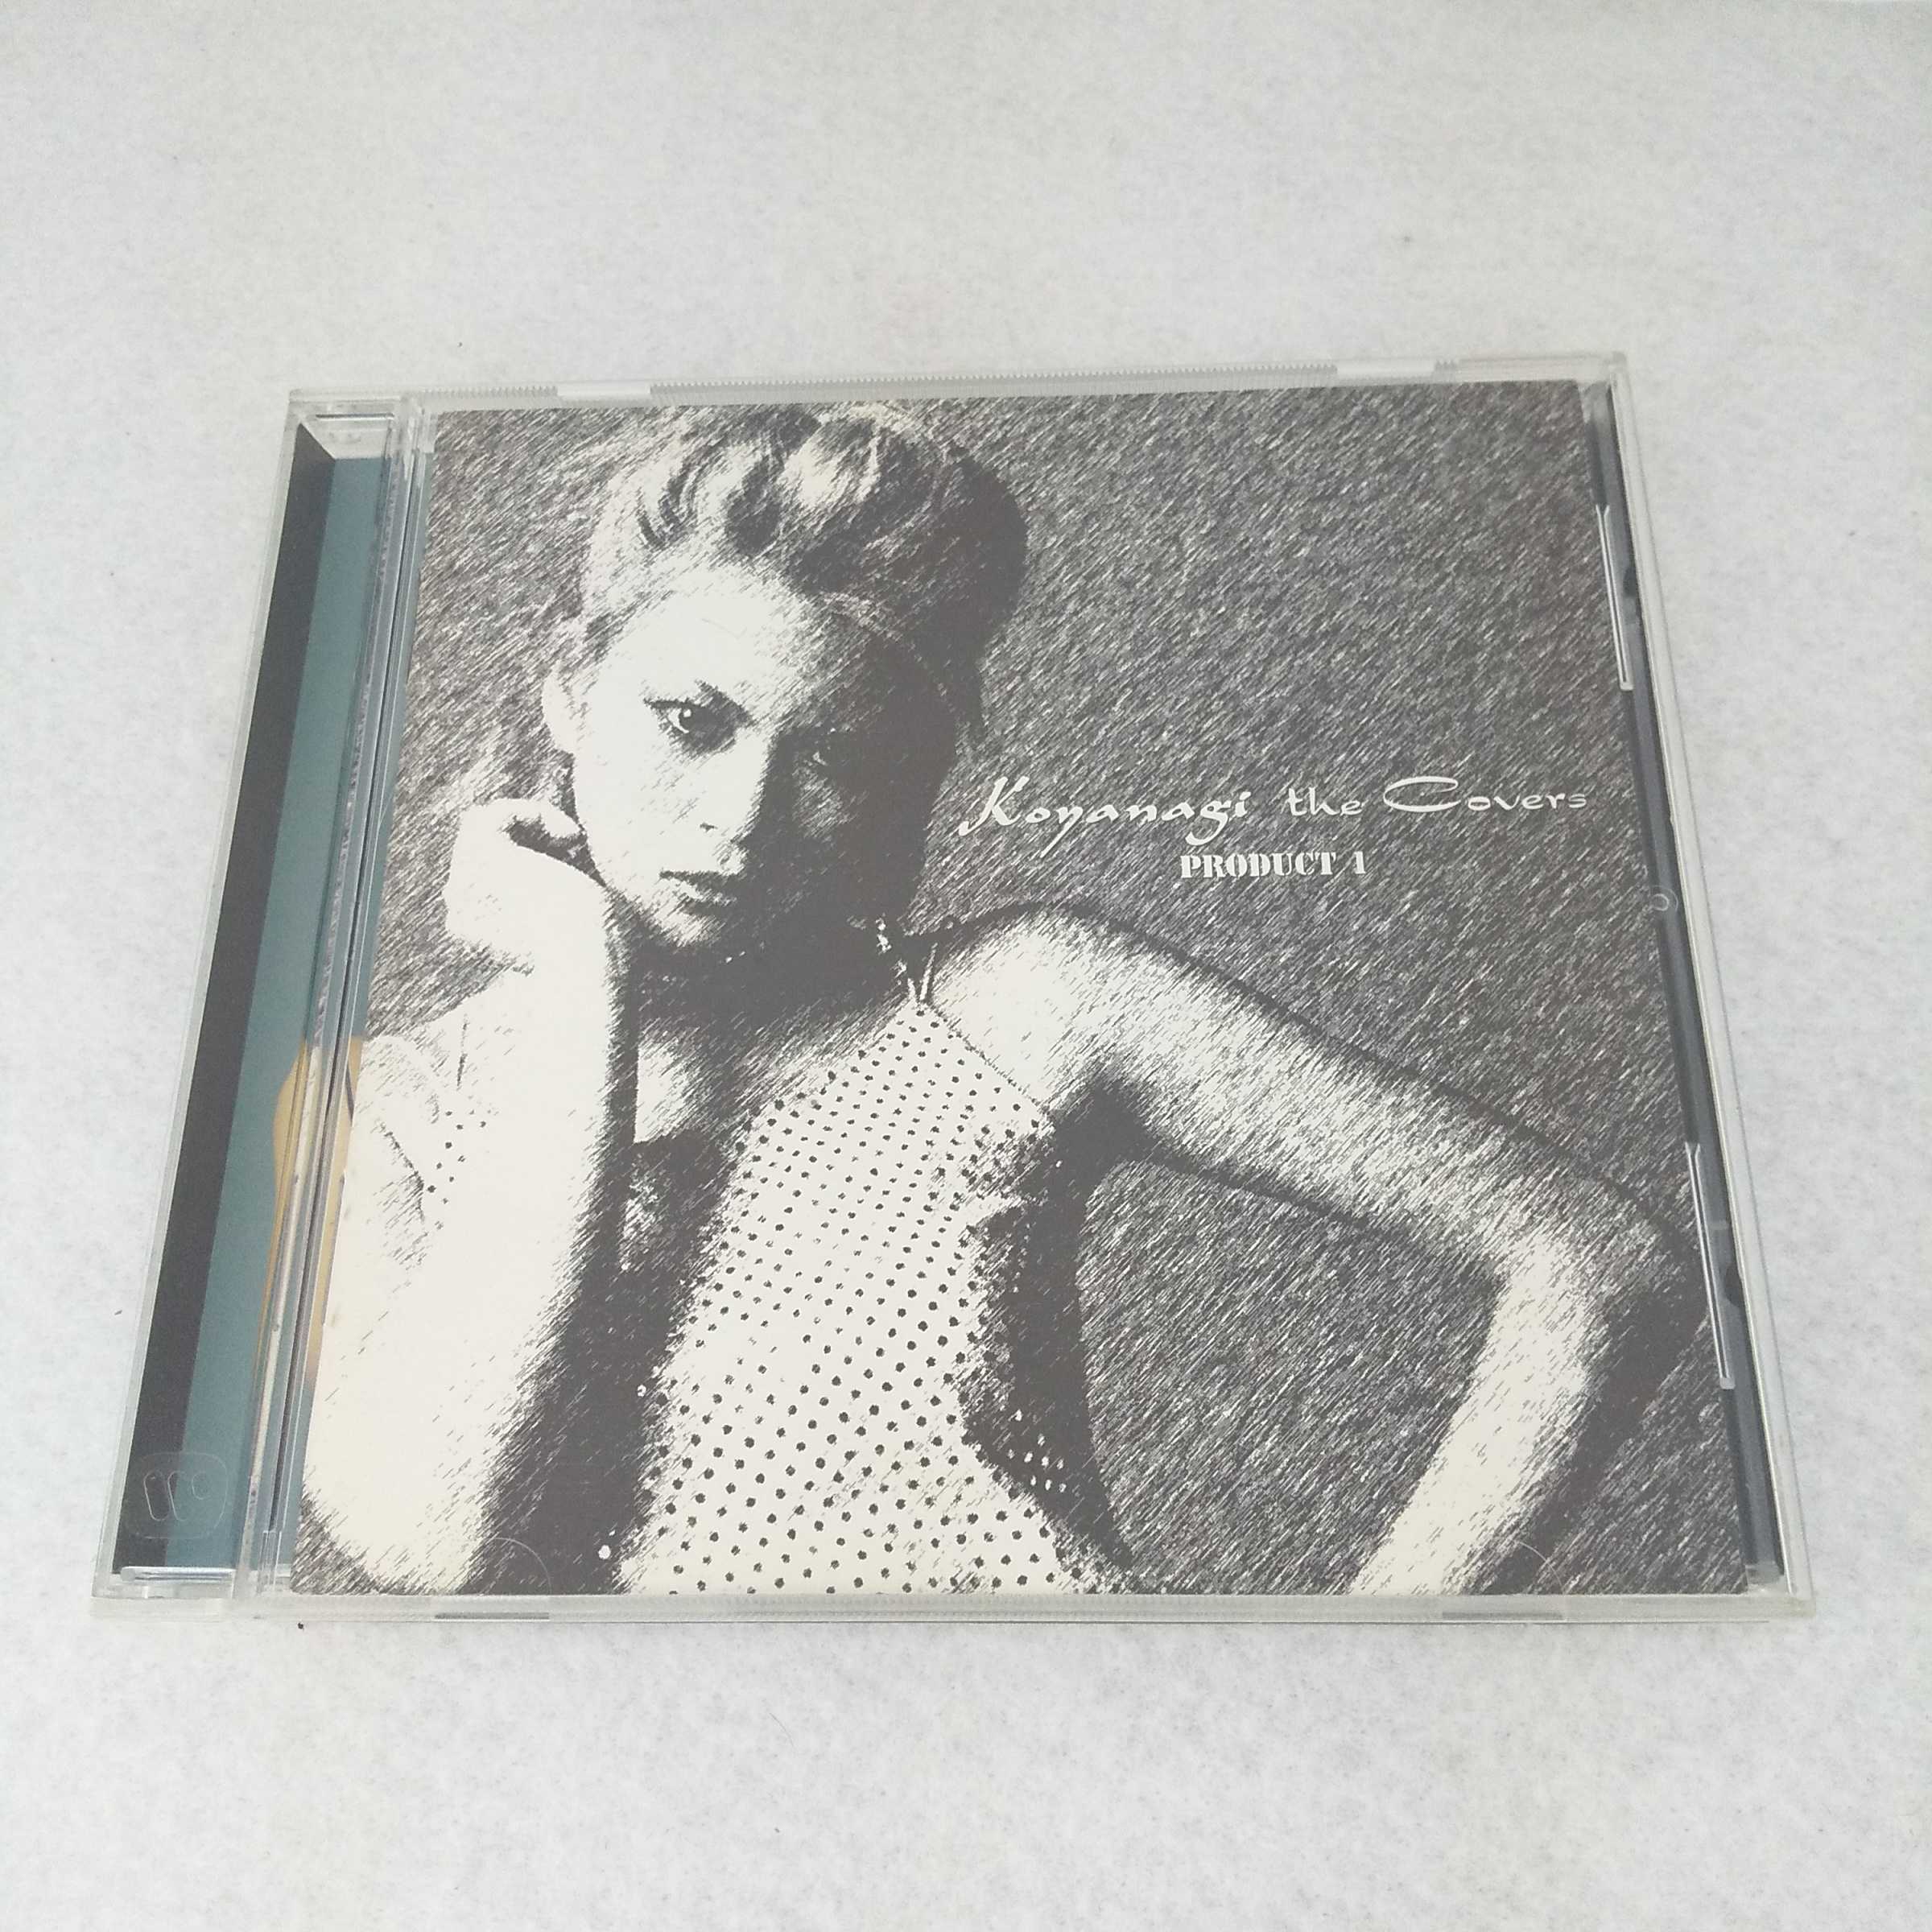 Koyanagi the Covers
PRODUCT 1